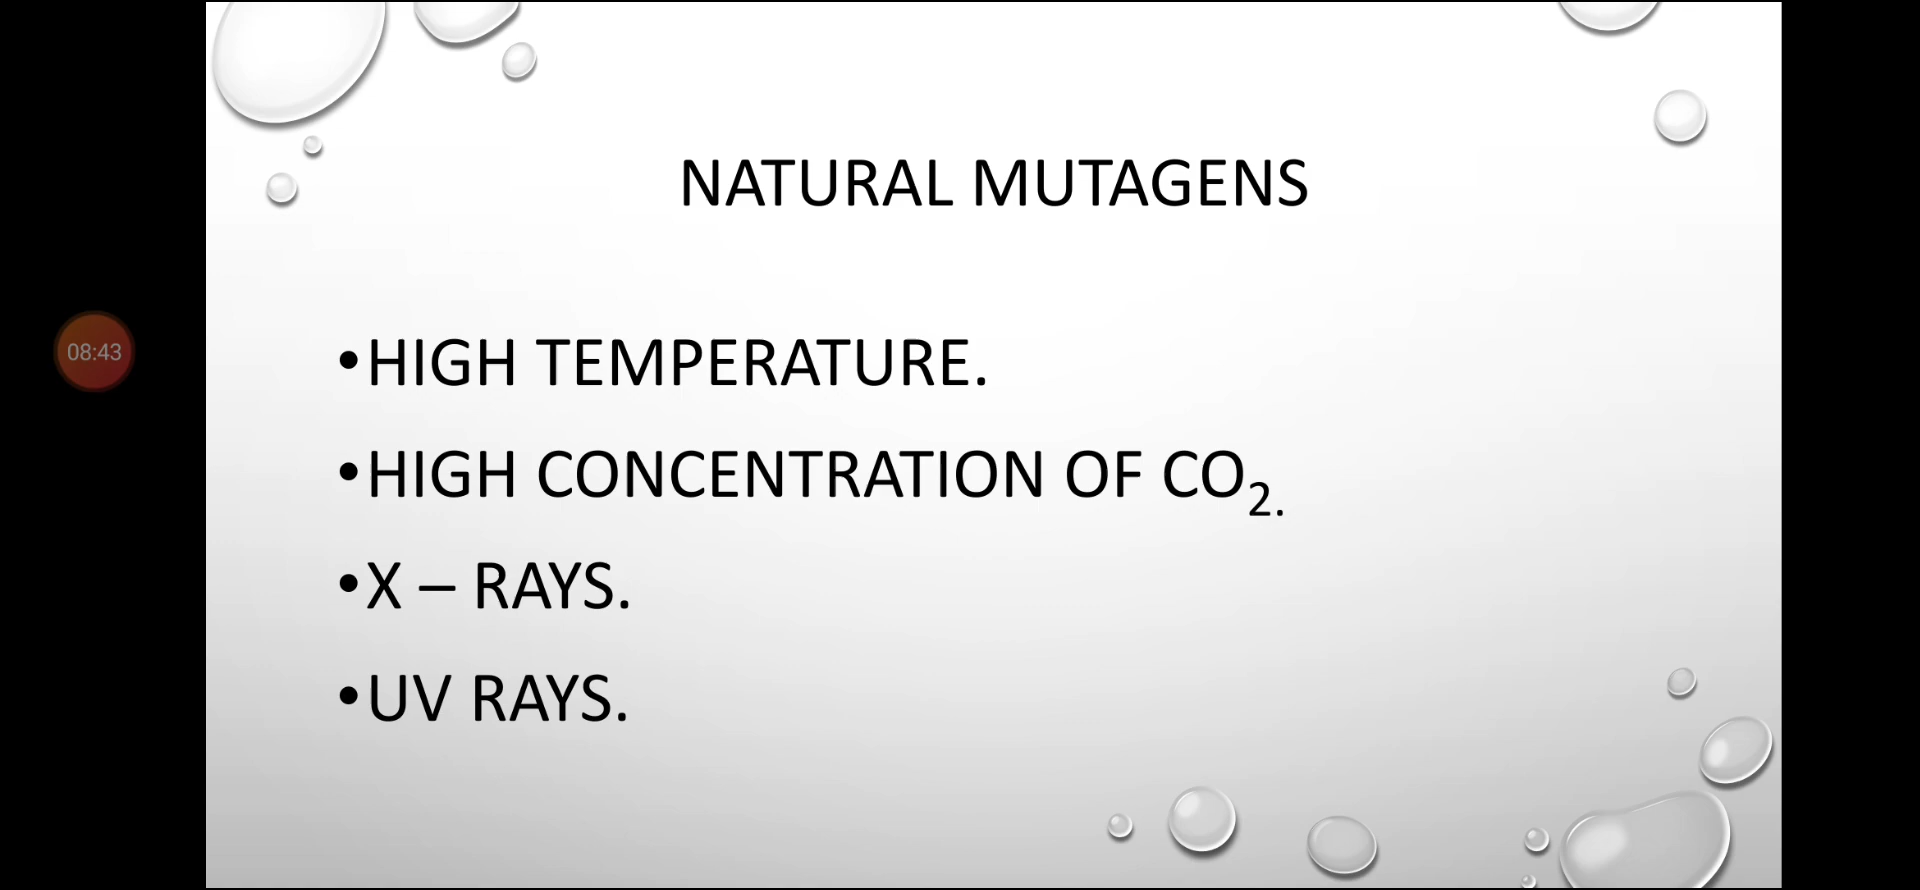 NATURAL MUTAGENS
08:43
•HIGH TEMPERATURE.
•HIGH CONCENTRATION OF CO₂.
•X – RAYS.
•UV RAYS.